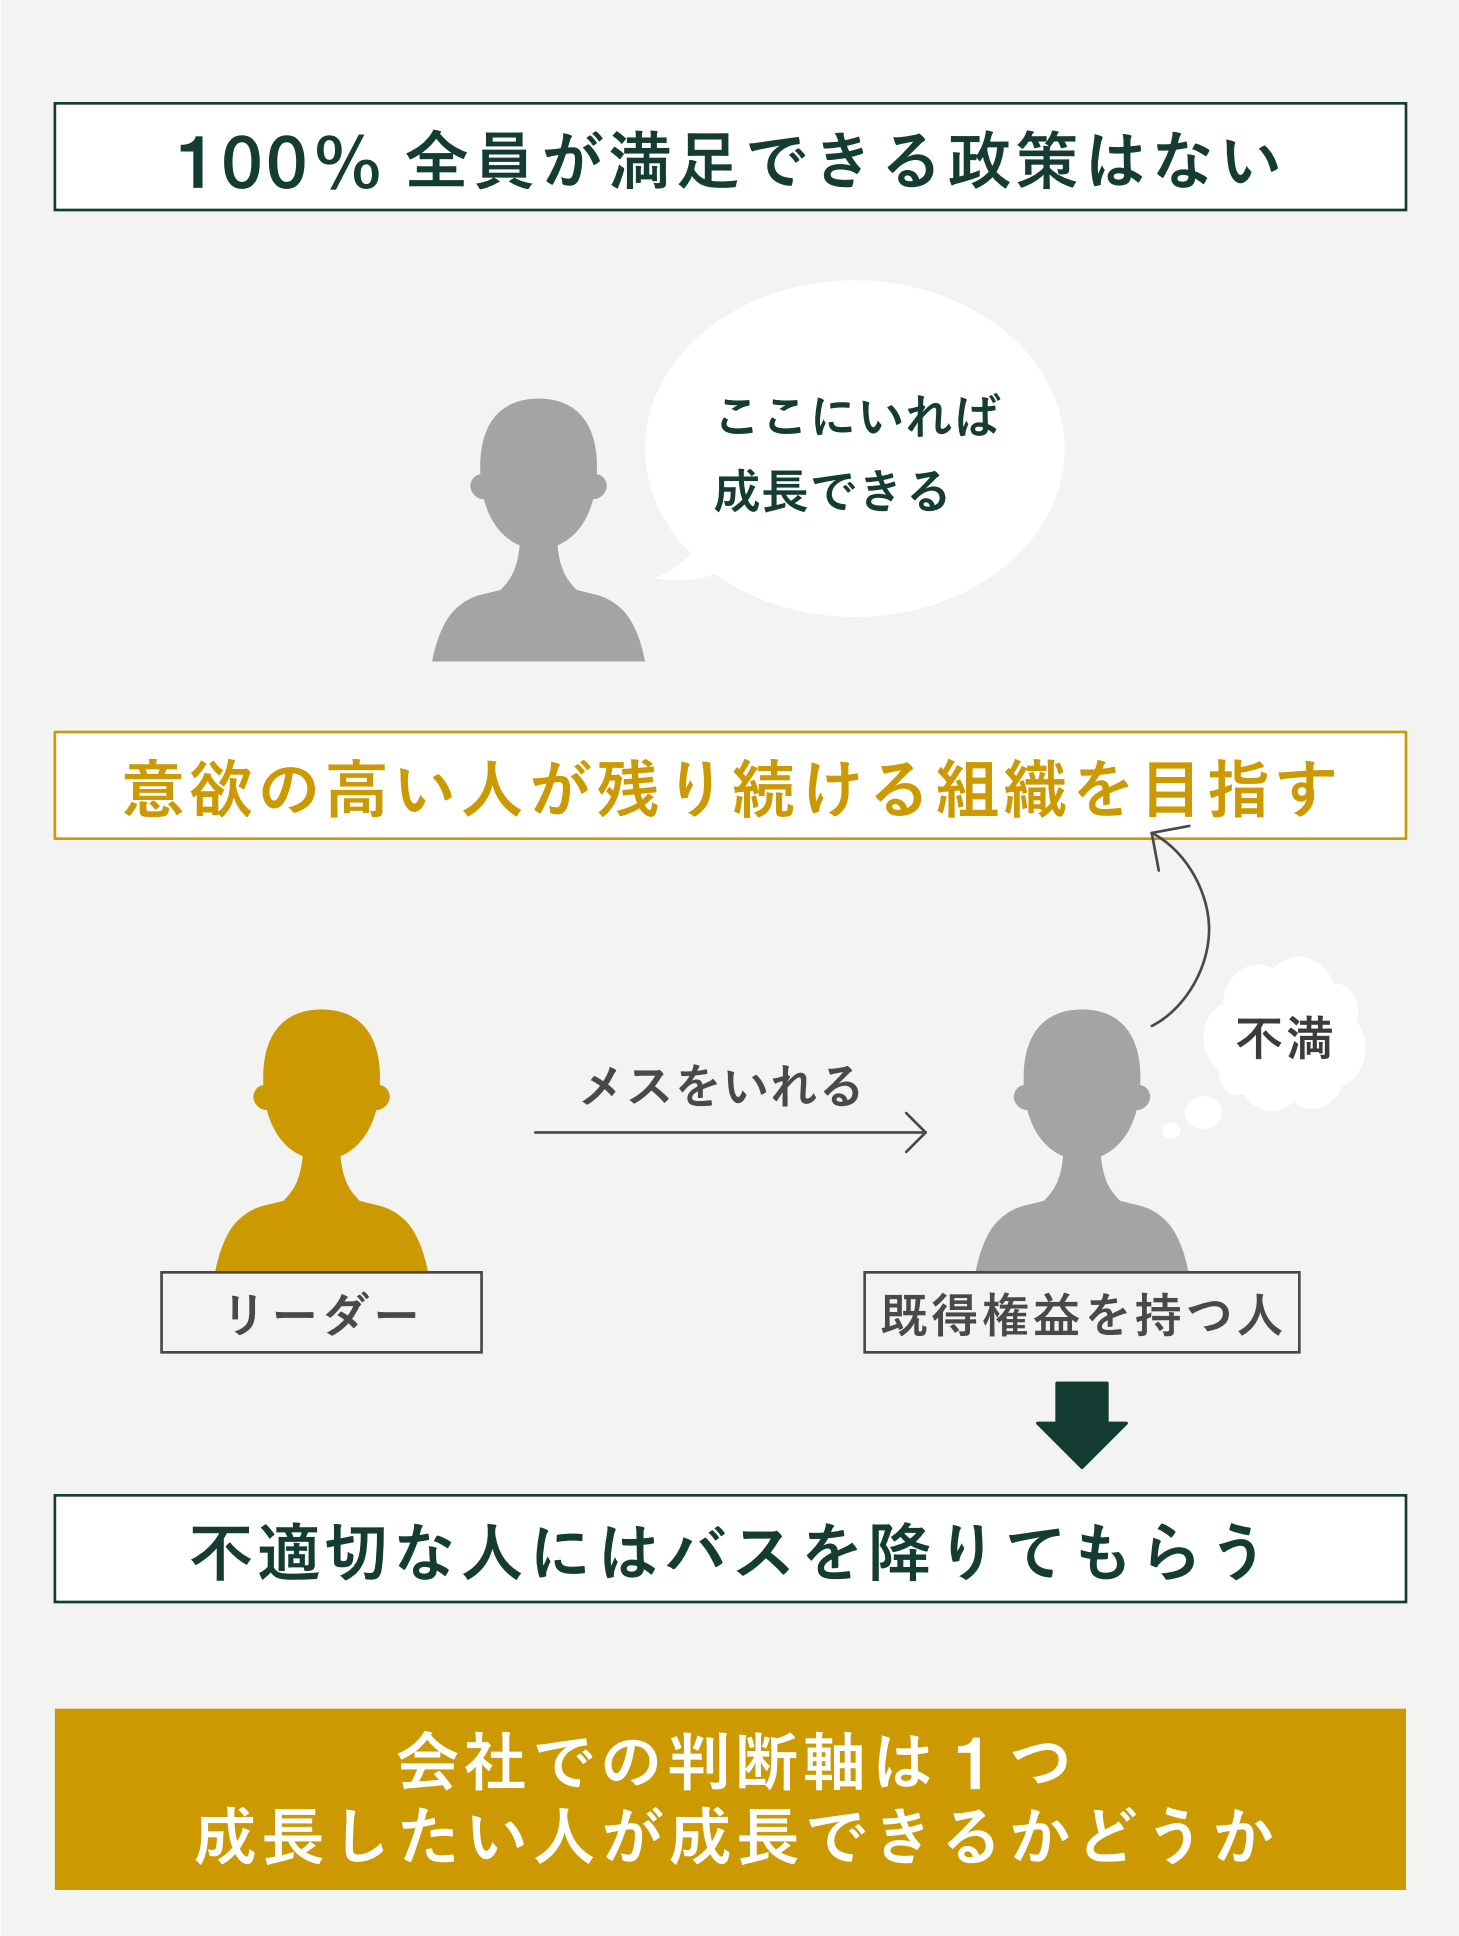 100% 全員が満足できる政策はない
ここにいれば
成長できる
意欲の高い人が残り続ける組織を目指す
不満
メスをいれる
リーダー
既得権益を持つ人
不適切な人にはバスを降りてもらう
会社での判断軸は1つ
成長したい人が成長できるかどうか